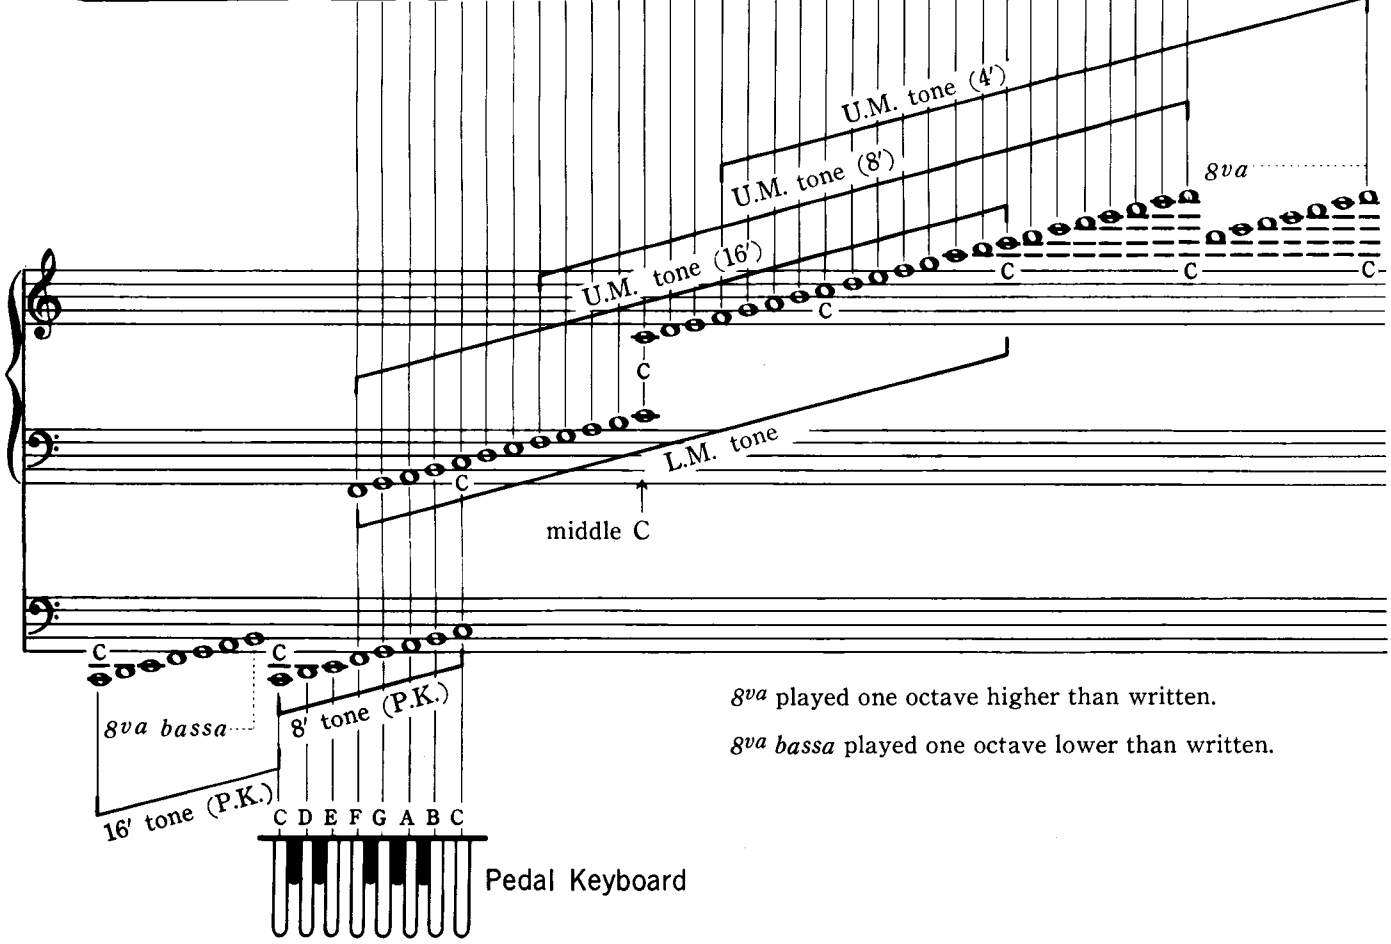 U.M. tone (4′)
U.M. tone (8′)
8va
U.M. tone (16′)
C C C
C
C
L.M. tone
C
middle C
C C
8va bassa
8′ tone (P.K.)
8va played one octave higher than written.
8va bassa played one octave lower than written.
16′ tone (P.K.)
C D E F G A B C
Pedal Keyboard